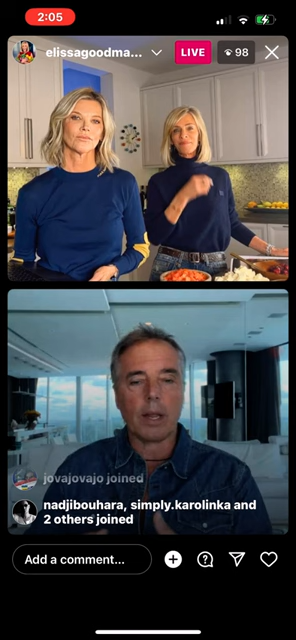 2:05
elissagoodma...
LIVE
98
jovajovajo joined
nadjibouhara, simply.karolinka and
2 others joined
Add a comment...